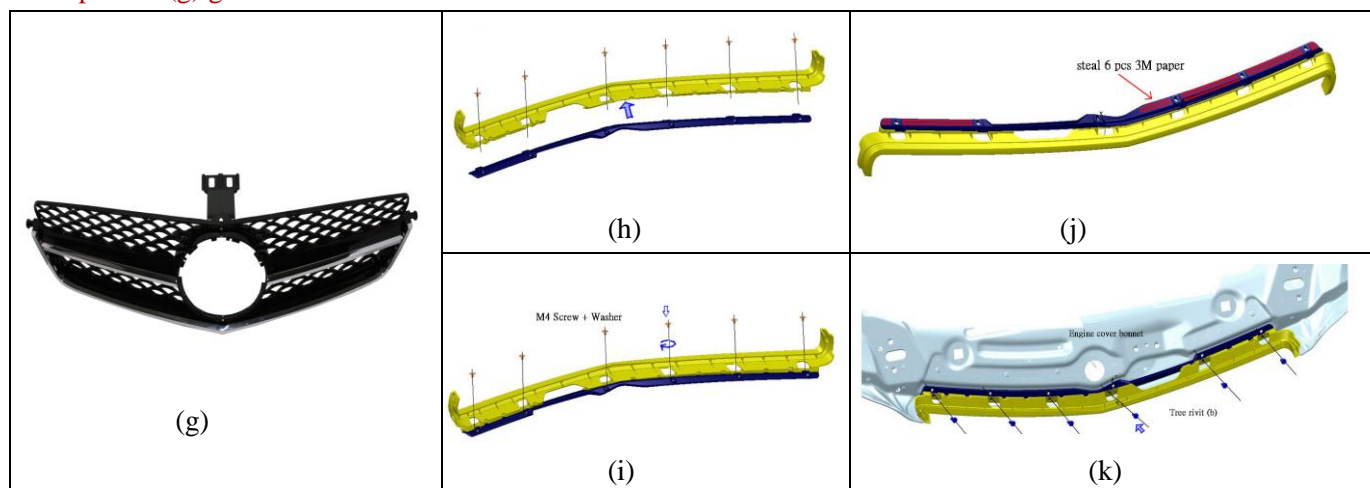 (g)
(h)
steal 6 pcs 3M paper
(j)
M4 Screw + Washer
(i)
Engine cover bonnet
Tree rivit (b)
(k)